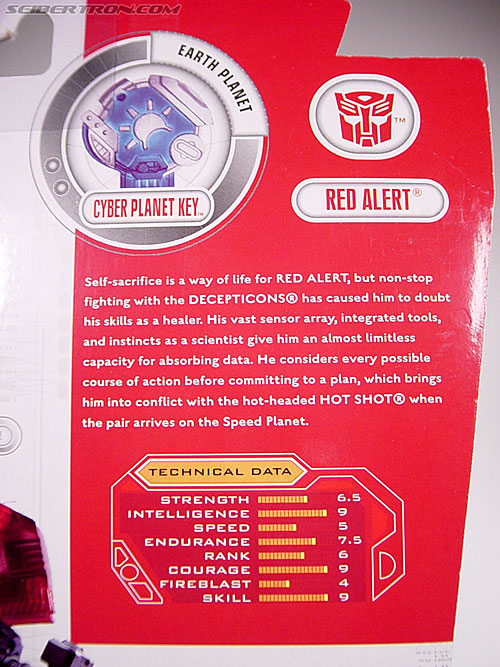 SEIBERTRON.COM
EARTH PLANET
TM
CYBER PLANET KEY™
RED ALERT®
Self-sacrifice is a way of life for RED ALERT, but non-stop
fighting with the DECEPTICONS® has caused him to doubt
his skills as a healer. His vast sensor array, integrated tools,
and instincts as a scientist give him an almost limitless
capacity for absorbing data. He considers every possible
course of action before committing to a plan, which brings
him into conflict with the hot-headed HOT SHOT® when
the pair arrives on the Speed Planet.
TECHNICAL DATA
STRENGTH 6.5
INTELLIGENCE 9
SPEED 5
ENDURANCE 7.5
RANK 6
COURAGE 9
FIREBLAST 4
SKILL 9